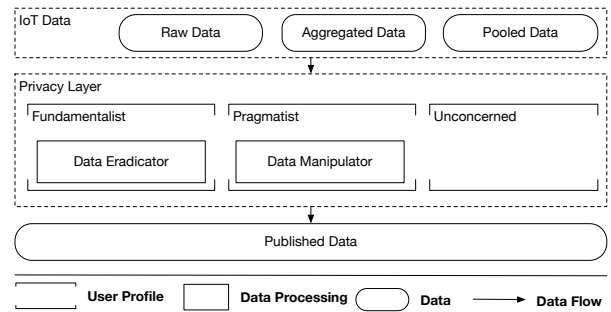 IoT Data
Raw Data
Aggregated Data
Pooled Data
Privacy Layer
Fundamentalist
Pragmatist
Unconcerned
Data Eradicator
Data Manipulator
Published Data
User Profile
Data Processing
Data
Data Flow